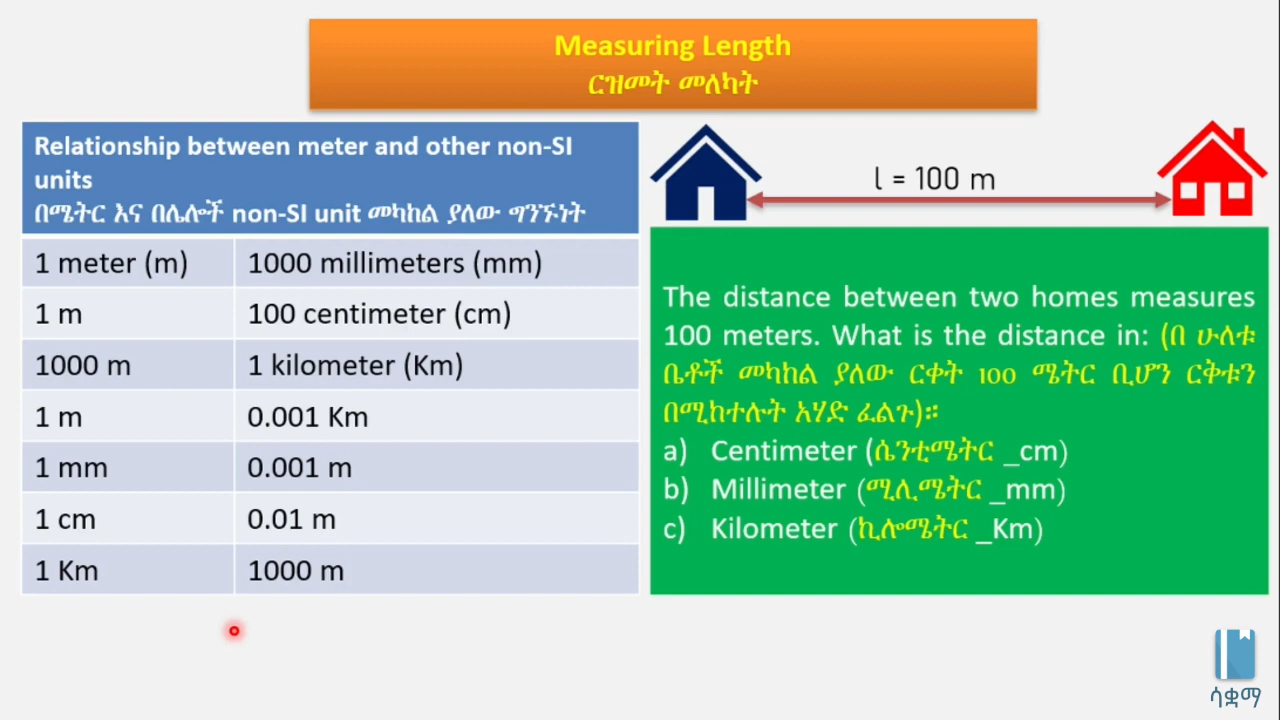 Measuring Length
ርዝመት መለካት
Relationship between meter and other non-SI
units
በሜትር እና በሌሎች non-SI unit መካከል ያለው ግንኙነት
1 meter (m) 1000 millimeters (mm)
1 m 100 centimeter (cm)
1000 m 1 kilometer (Km)
1 m 0.001 Km
1 mm 0.001 m
1 cm 0.01 m
1 Km 1000 m
l = 100 m
The distance between two homes measures
100 meters. What is the distance in: (በ ሁለቱ
ቤቶች መካከል ያለው ርቀት 100 ሜትር ቢሆን ርቅቱን
በሚከተሉት አሃድ ፈልጉ)።
a) Centimeter (ሴንቲሜትር _cm)
b) Millimeter (ሚሊሜትር _mm)
c) Kilometer (ኪሎሜትር _Km)
ሳቋማ